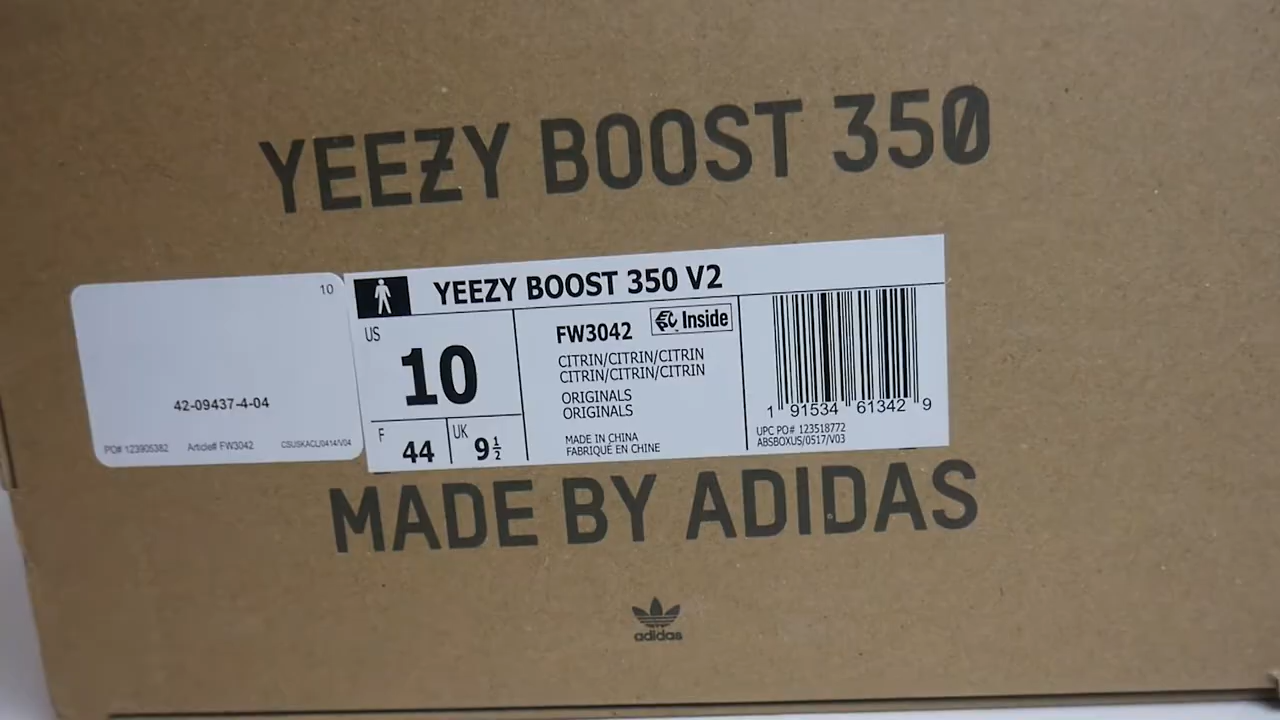 YEEZY BOOST 350
10
42-09437-4-04
PO# 123905382 Article# FW3042 CSUSKACL/0414/V04
YEEZY BOOST 350 V2
US
10
F 44 UK 9½
FW3042 Inside
CITRIN/CITRIN/CITRIN
CITRIN/CITRIN/CITRIN
ORIGINALS
ORIGINALS
MADE IN CHINA
FABRIQUÉ EN CHINE
1 91534 61342 9
UPC PO# 123518772
ABSBOXUS/0517/V03
MADE BY ADIDAS
adidas